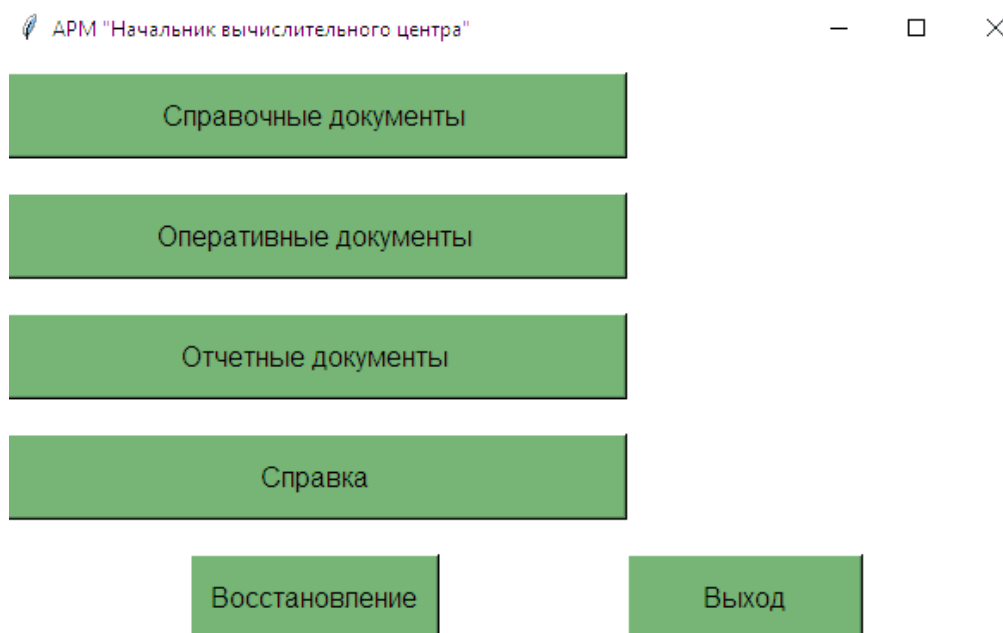 АРМ "Начальник вычислительного центра"
Справочные документы
Оперативные документы
Отчетные документы
Справка
Восстановление
Выход